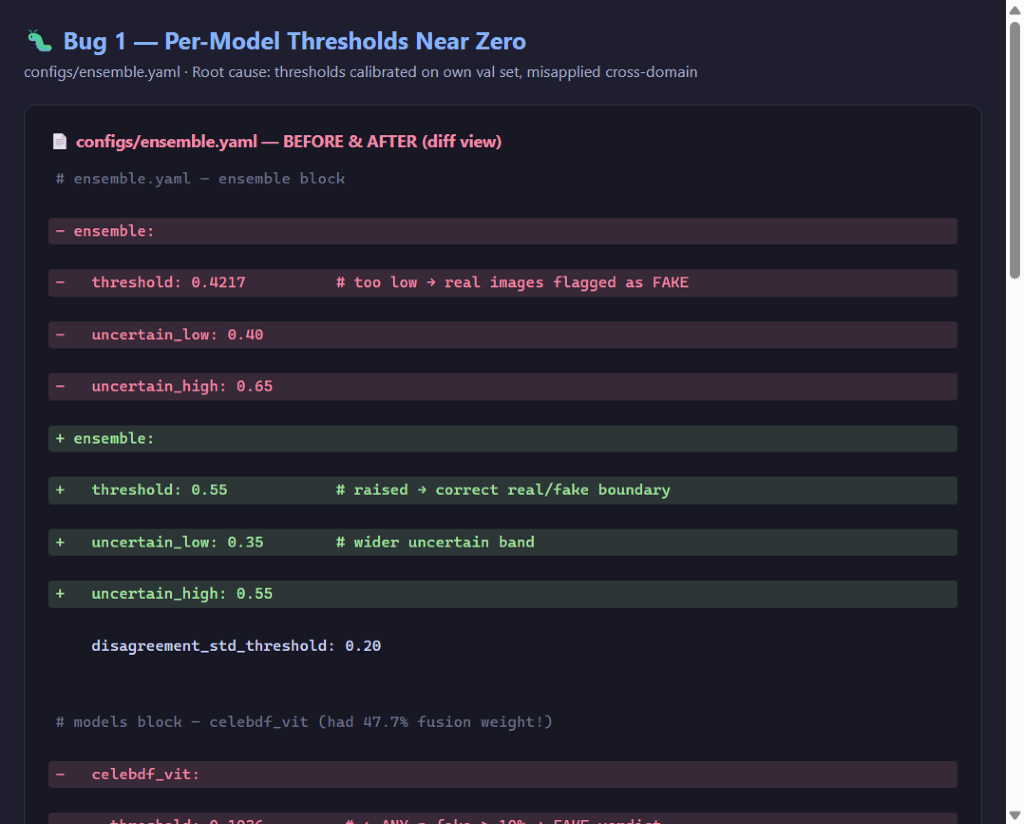 Bug 1 — Per-Model Thresholds Near Zero
configs/ensemble.yaml · Root cause: thresholds calibrated on own val set, misapplied cross-domain
configs/ensemble.yaml — BEFORE & AFTER (diff view)
# ensemble.yaml — ensemble block
− ensemble:
−   threshold: 0.4217          # too low → real images flagged as FAKE
−   uncertain_low: 0.40
−   uncertain_high: 0.65
+ ensemble:
+   threshold: 0.55            # raised → correct real/fake boundary
+   uncertain_low: 0.35        # wider uncertain band
+   uncertain_high: 0.55
    disagreement_std_threshold: 0.20
# models block — celebdf_vit (had 47.7% fusion weight!)
−   celebdf_vit:
−     threshold: